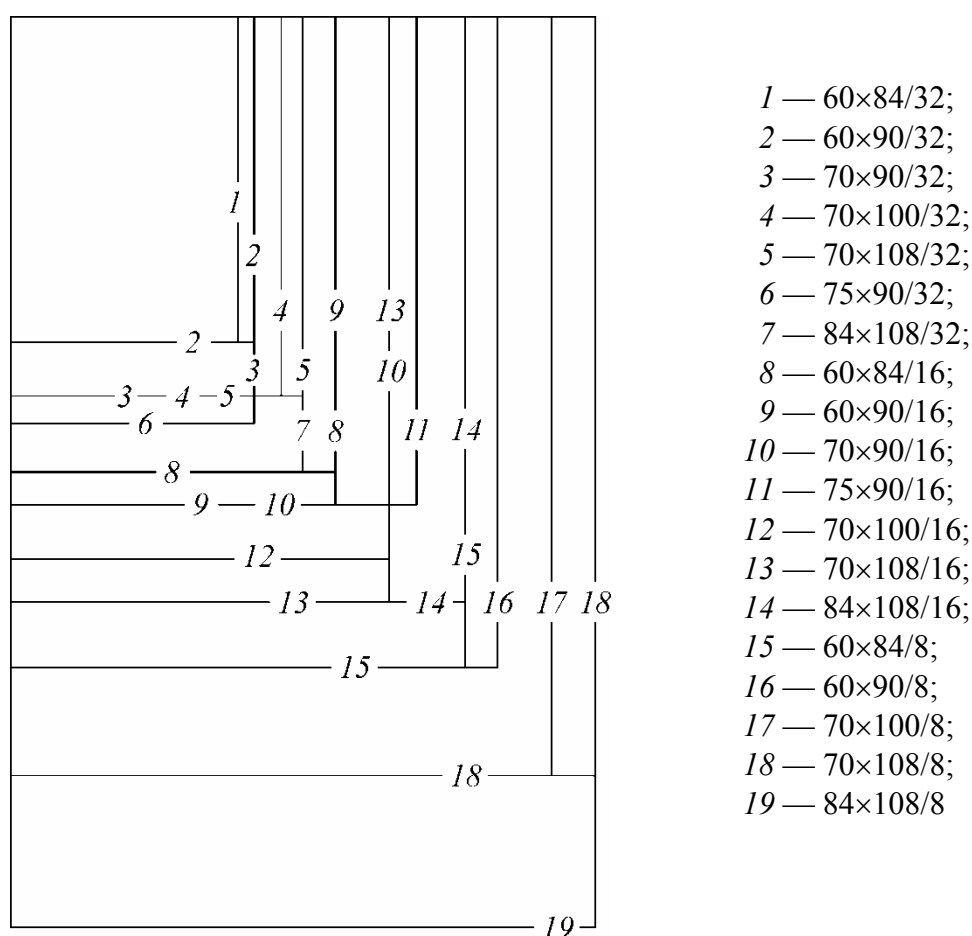 1
2
4 9 13
2
3 5 10
3 4 5
6 7 8 11 14
8
9 10
12 15
13 14 16 17 18
15
18
19
1 — 60×84/32;
2 — 60×90/32;
3 — 70×90/32;
4 — 70×100/32;
5 — 70×108/32;
6 — 75×90/32;
7 — 84×108/32;
8 — 60×84/16;
9 — 60×90/16;
10 — 70×90/16;
11 — 75×90/16;
12 — 70×100/16;
13 — 70×108/16;
14 — 84×108/16;
15 — 60×84/8;
16 — 60×90/8;
17 — 70×100/8;
18 — 70×108/8;
19 — 84×108/8